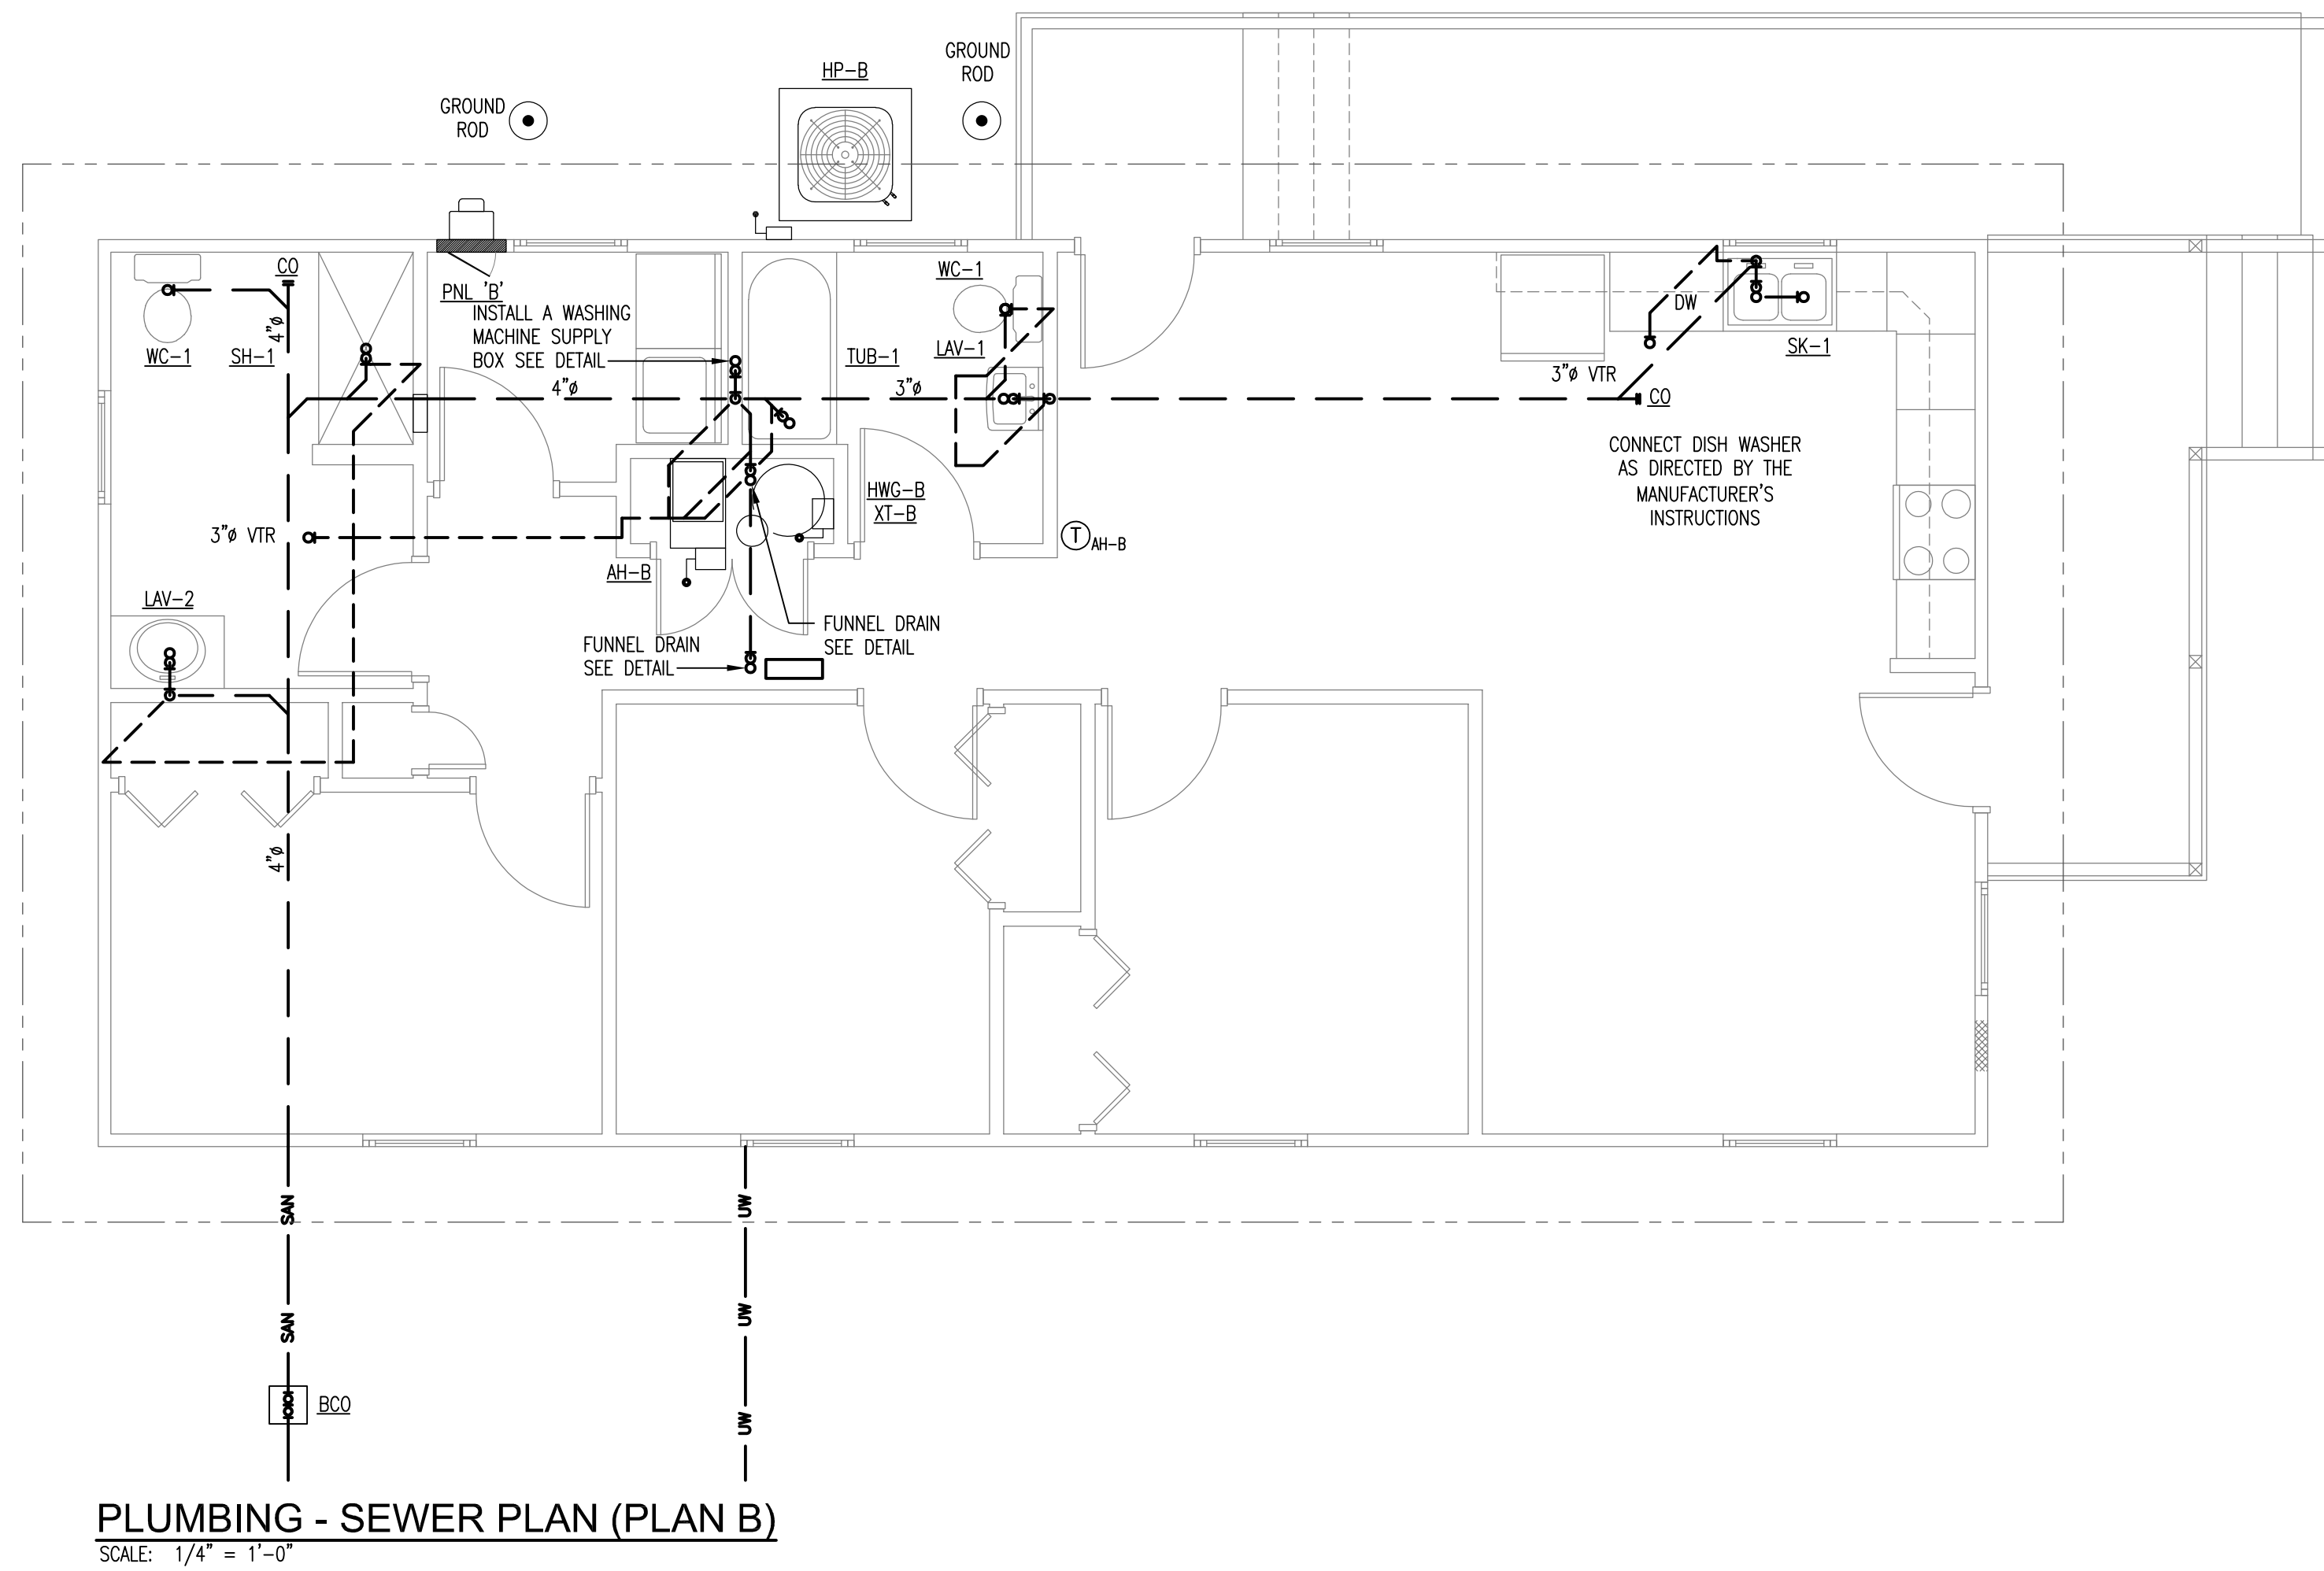 GROUND
ROD
HP-B
GROUND
ROD
CO
WC-1
SH-1
4"ø
PNL 'B'
INSTALL A WASHING
MACHINE SUPPLY
BOX SEE DETAIL
4"ø
TUB-1
WC-1
LAV-1
3"ø
DW
SK-1
3"ø VTR
CO
CONNECT DISH WASHER
AS DIRECTED BY THE
MANUFACTURER'S
INSTRUCTIONS
3"ø VTR
HWG-B
XT-B
T
AH-B
AH-B
LAV-2
FUNNEL DRAIN
SEE DETAIL
FUNNEL DRAIN
SEE DETAIL
4"ø
SAN
UW
SAN
UW
BCO
UW
PLUMBING - SEWER PLAN (PLAN B)
SCALE: 1/4" = 1'-0"